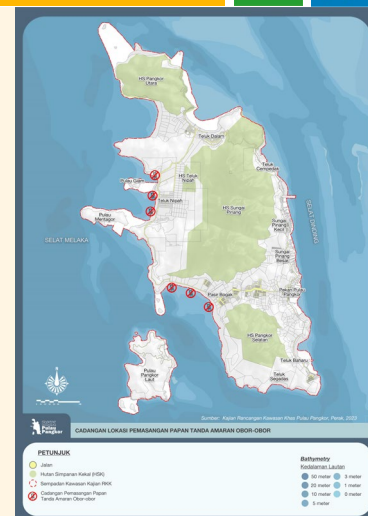 HS Pangkor
Utara
Teluk Dalam
Teluk
Cempedak
Pulau Giam
HS Teluk
Nipah
Teluk Nipah
HS Sungai
Pinang
Pulau
Mentagor
Sungai
Pinang
Kecil
SELAT MELAKA
SELAT DINDING
Sungai
Pinang
Besar
Pasir Bogak
Pekan Pulau
Pangkor
HS Pangkor
Selatan
Pulau
Pangkor
Laut
Teluk Baharu
Teluk
Segadas
Sumber: Kajian Rancangan Kawasan Khas Pulau Pangkor, Perak, 2022
Pulau
Pangkor
CADANGAN LOKASI PEMASANGAN PAPAN TANDA AMARAN OBOR-OBOR
PETUNJUK
Jalan
Hutan Simpanan Kekal (HSK)
Sempadan Kawasan Kajian RKK
Cadangan Pemasangan Papan
Tanda Amaran Obor-obor
Bathymetry
Kedalaman Lautan
50 meter 3 meter
20 meter 1 meter
10 meter 0 meter
5 meter